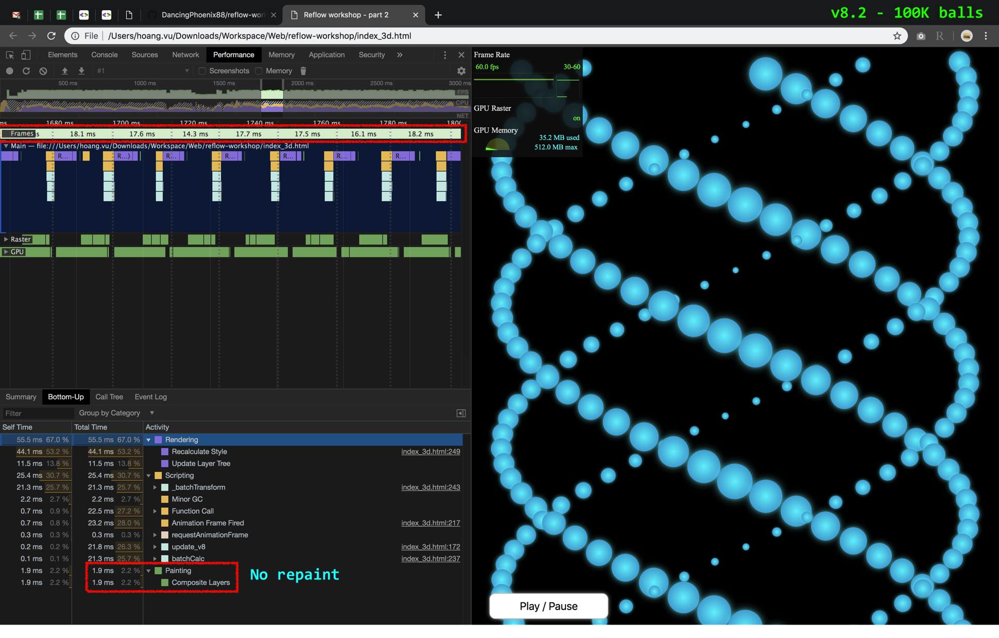 DancingPhoenix88/reflow-wor
Reflow workshop - part 2
v8.2 - 100K balls
File /Users/hoang.vu/Downloads/Workspace/Web/reflow-workshop/index_3d.html
Elements Console Sources Network Performance Memory Application Security »
#1 Screenshots Memory
500 ms 1000 ms 1500 ms 2000 ms 2500 ms 3000 ms
FPS
CPU
NET
ms 1680 ms 1700 ms 1720 ms 1740 ms 1760 ms 1780 ms 180
Frames s 18.1 ms 17.6 ms 14.3 ms 17.7 ms 17.5 ms 16.1 ms 18.2 ms
Main — file:///Users/hoang.vu/Downloads/Workspace/Web/reflow-workshop/index_3d.html
R... R...) R... R... R... R... R...
Raster
GPU
Summary Bottom-Up Call Tree Event Log
Filter Group by Category
Self Time Total Time Activity
55.5 ms 67.0 % 55.5 ms 67.0 % Rendering
44.1 ms 53.2 % 44.1 ms 53.2 % Recalculate Style index_3d.html:249
11.5 ms 13.8 % 11.5 ms 13.8 % Update Layer Tree
25.4 ms 30.7 % 25.4 ms 30.7 % Scripting
21.3 ms 25.7 % 21.3 ms 25.7 % _batchTransform index_3d.html:243
2.2 ms 2.7 % 2.2 ms 2.7 % Minor GC
0.7 ms 0.9 % 22.5 ms 27.2 % Function Call
0.7 ms 0.8 % 23.2 ms 28.0 % Animation Frame Fired index_3d.html:217
0.3 ms 0.3 % 0.3 ms 0.3 % requestAnimationFrame
0.2 ms 0.2 % 21.8 ms 26.3 % update_v8 index_3d.html:172
0.1 ms 0.1 % 21.3 ms 25.7 % batchCalc index_3d.html:237
1.9 ms 2.2 % 1.9 ms 2.2 % Painting
1.9 ms 2.2 % 1.9 ms 2.2 % Composite Layers
No repaint
Frame Rate
60.0 fps 30-60
GPU Raster
on
GPU Memory
35.2 MB used
512.0 MB max
Play / Pause